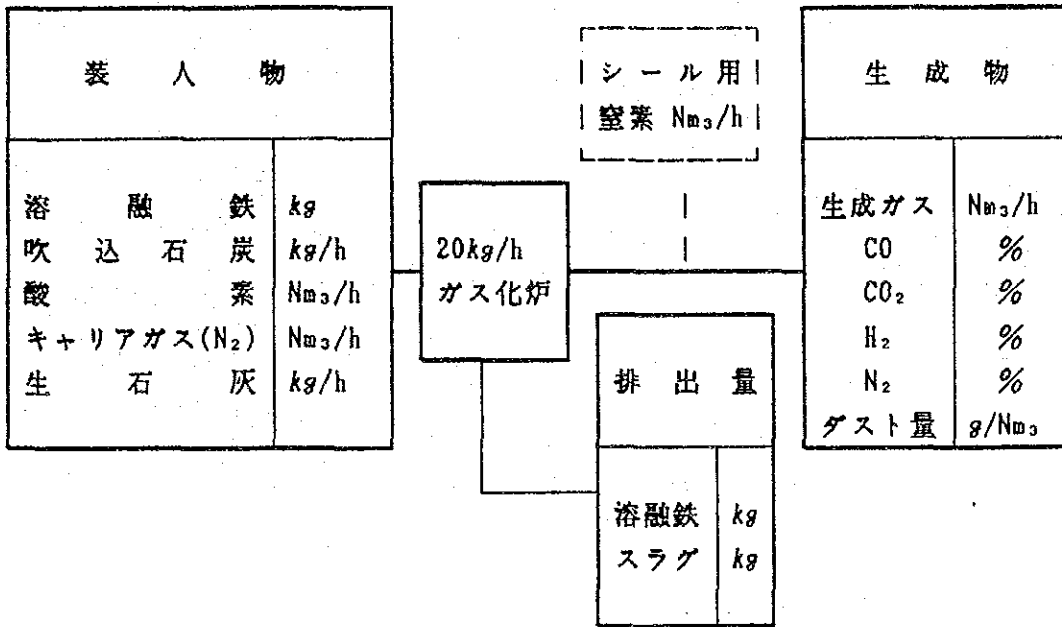 装人物
溶融鉄 kg
吹込石炭 kg/h
酸素 Nm₃/h
キャリアガス(N₂) Nm₃/h
生石灰 kg/h
20kg/h
ガス化炉
シール用
窒素 Nm₃/h
排出量
溶融鉄 kg
スラグ kg
生成物
生成ガス Nm₃/h
CO %
CO₂ %
H₂ %
N₂ %
ダスト量 g/Nm₃